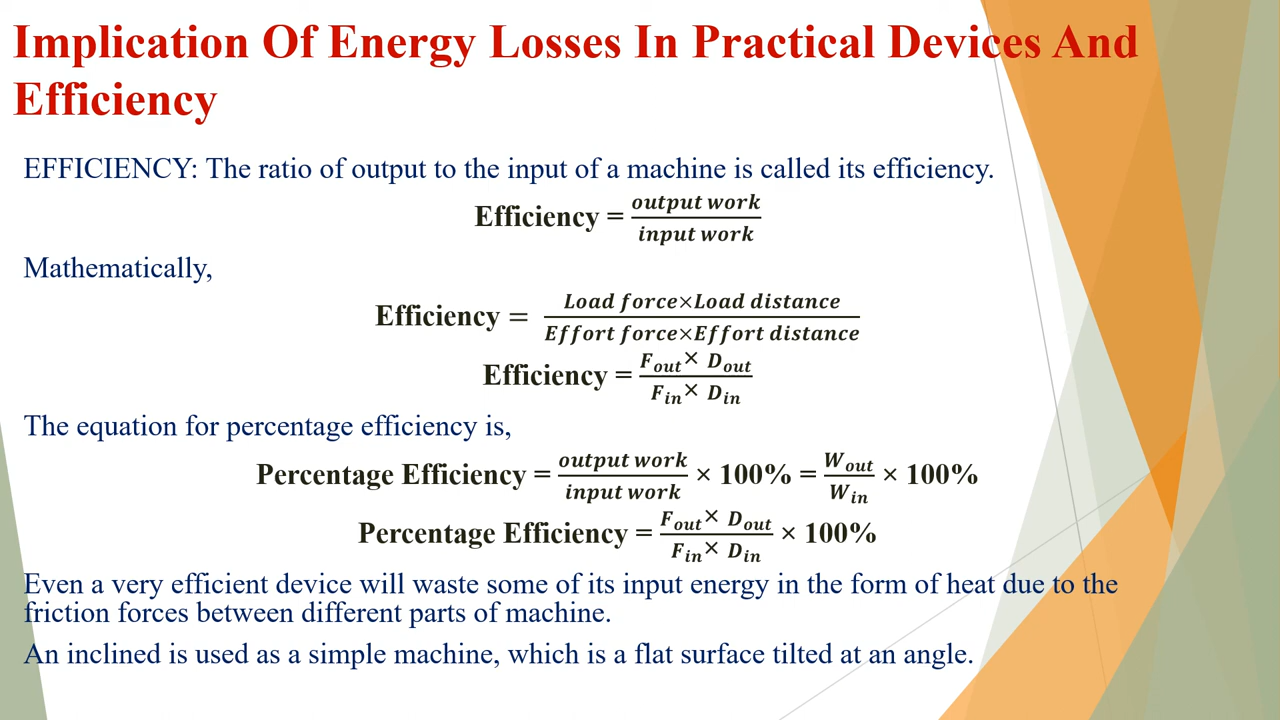 Implication Of Energy Losses In Practical Devices And
Efficiency
EFFICIENCY: The ratio of output to the input of a machine is called its efficiency.
Efficiency = output work / input work
Mathematically,
Efficiency = Load force×Load distance / Effort force×Effort distance
Efficiency = F_out× D_out / F_in× D_in
The equation for percentage efficiency is,
Percentage Efficiency = output work / input work × 100% = W_out / W_in × 100%
Percentage Efficiency = F_out× D_out / F_in× D_in × 100%
Even a very efficient device will waste some of its input energy in the form of heat due to the
friction forces between different parts of machine.
An inclined is used as a simple machine, which is a flat surface tilted at an angle.